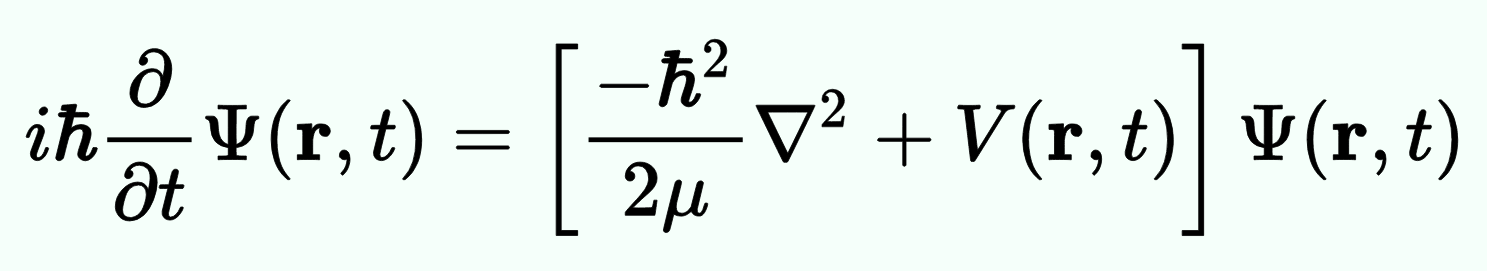 iℏ ∂/∂t Ψ(r, t) = [ −ℏ²/2μ ∇² + V(r, t) ] Ψ(r, t)